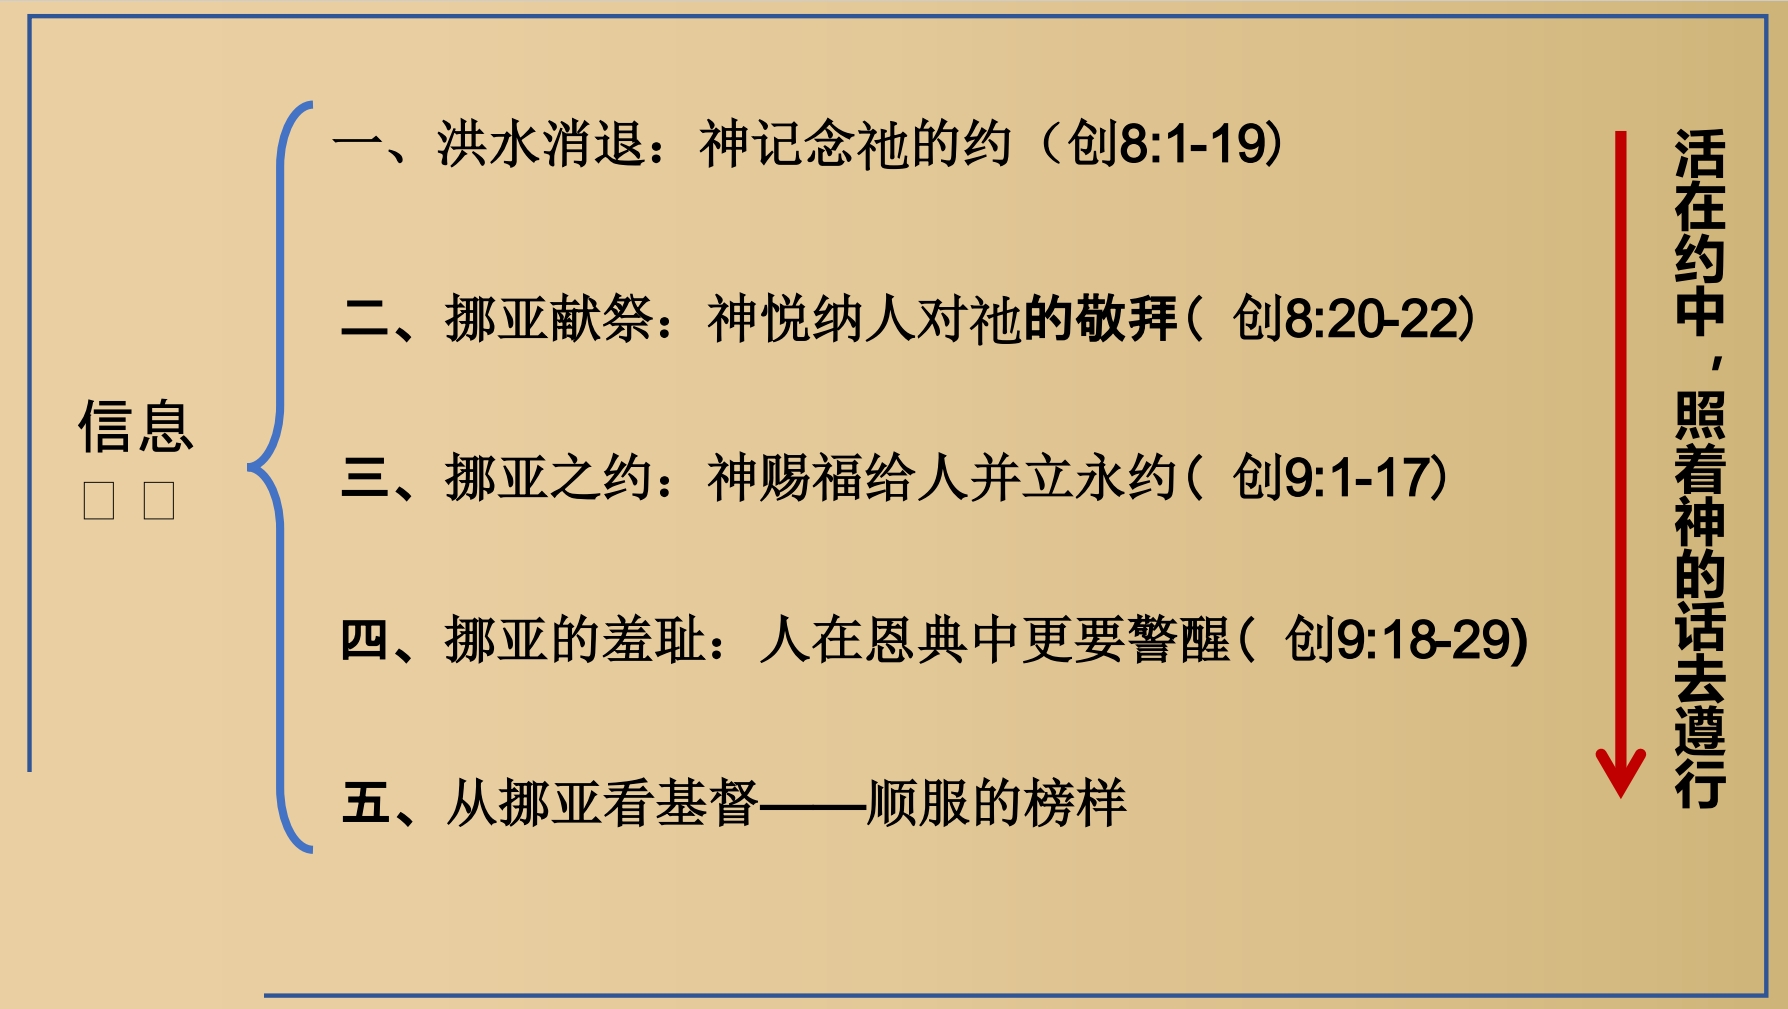 信息
一、洪水消退：神记念祂的约（创8:1-19）
二、挪亚献祭：神悦纳人对祂的敬拜( 创8:20-22）
三、挪亚之约：神赐福给人并立永约( 创9:1-17）
四、挪亚的羞耻：人在恩典中更要警醒( 创9:18-29)
五、从挪亚看基督——顺服的榜样
活在约中，照着神的话去遵行